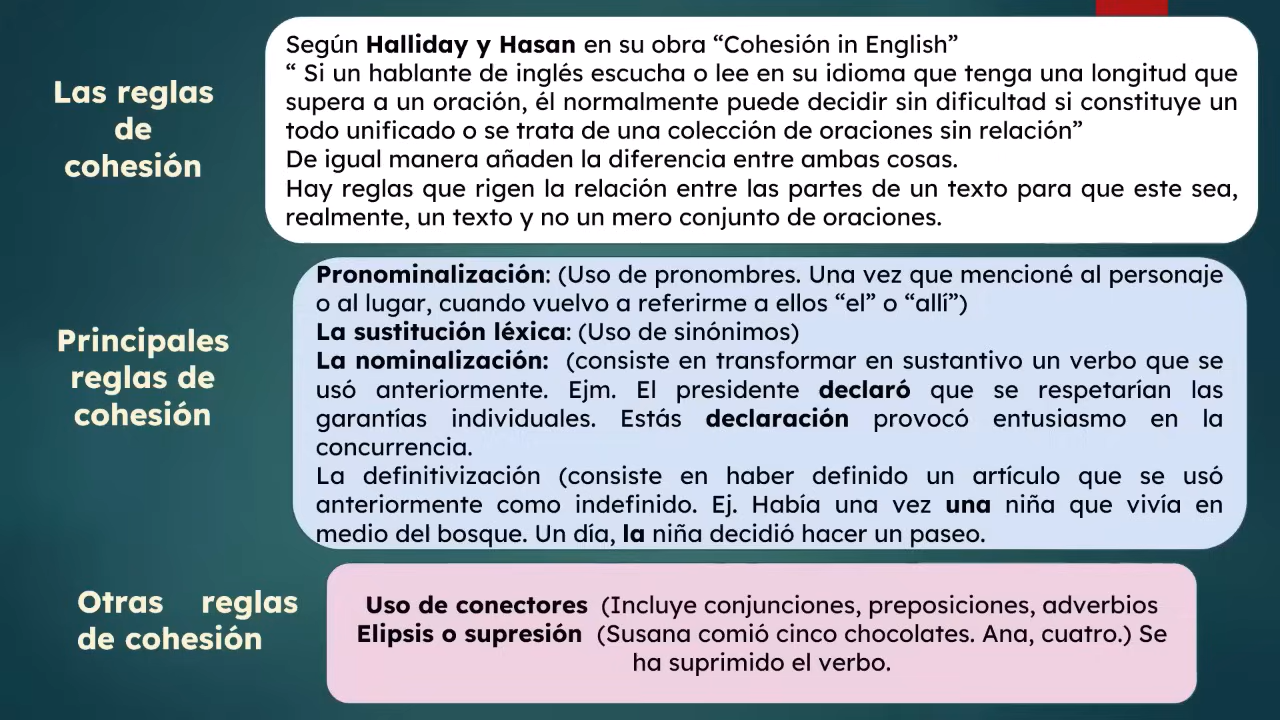 Las reglas
de
cohesión
Según Halliday y Hasan en su obra “Cohesión in English”
“ Si un hablante de inglés escucha o lee en su idioma que tenga una longitud que
supera a un oración, él normalmente puede decidir sin dificultad si constituye un
todo unificado o se trata de una colección de oraciones sin relación”
De igual manera añaden la diferencia entre ambas cosas.
Hay reglas que rigen la relación entre las partes de un texto para que este sea,
realmente, un texto y no un mero conjunto de oraciones.
Principales
reglas de
cohesión
Pronominalización: (Uso de pronombres. Una vez que mencioné al personaje
o al lugar, cuando vuelvo a referirme a ellos “el” o “allí”)
La sustitución léxica: (Uso de sinónimos)
La nominalización: (consiste en transformar en sustantivo un verbo que se
usó anteriormente. Ejm. El presidente declaró que se respetarían las
garantías individuales. Estás declaración provocó entusiasmo en la
concurrencia.
La definitivización (consiste en haber definido un artículo que se usó
anteriormente como indefinido. Ej. Había una vez una niña que vivía en
medio del bosque. Un día, la niña decidió hacer un paseo.
Otras reglas
de cohesión
Uso de conectores (Incluye conjunciones, preposiciones, adverbios
Elipsis o supresión (Susana comió cinco chocolates. Ana, cuatro.) Se
ha suprimido el verbo.